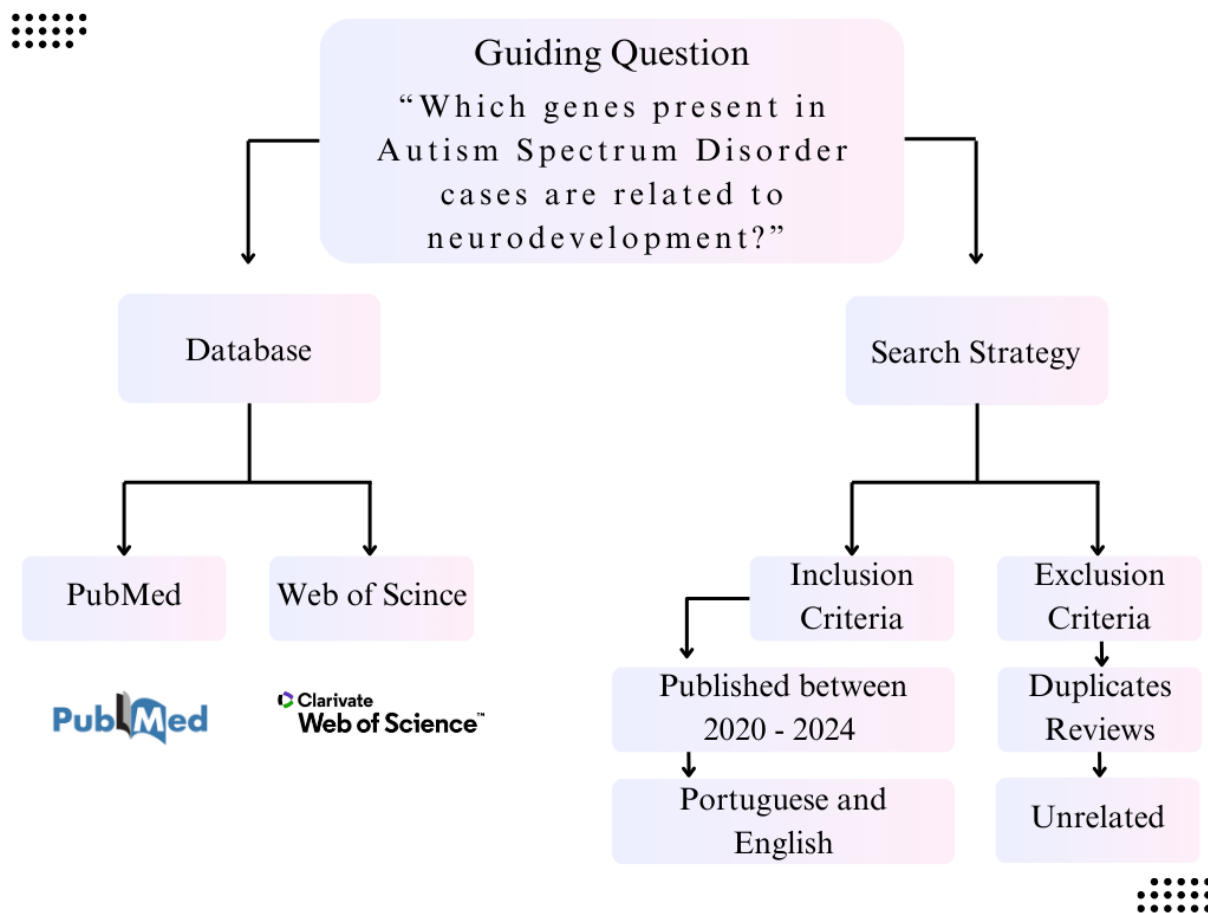 Guiding Question
“Which genes present in
Autism Spectrum Disorder
cases are related to
neurodevelopment?”
Database
Search Strategy
PubMed
Web of Scince
Inclusion
Criteria
Exclusion
Criteria
PubMed
Clarivate
Web of Science™
Published between
2020 - 2024
Duplicates
Reviews
Portuguese and
English
Unrelated